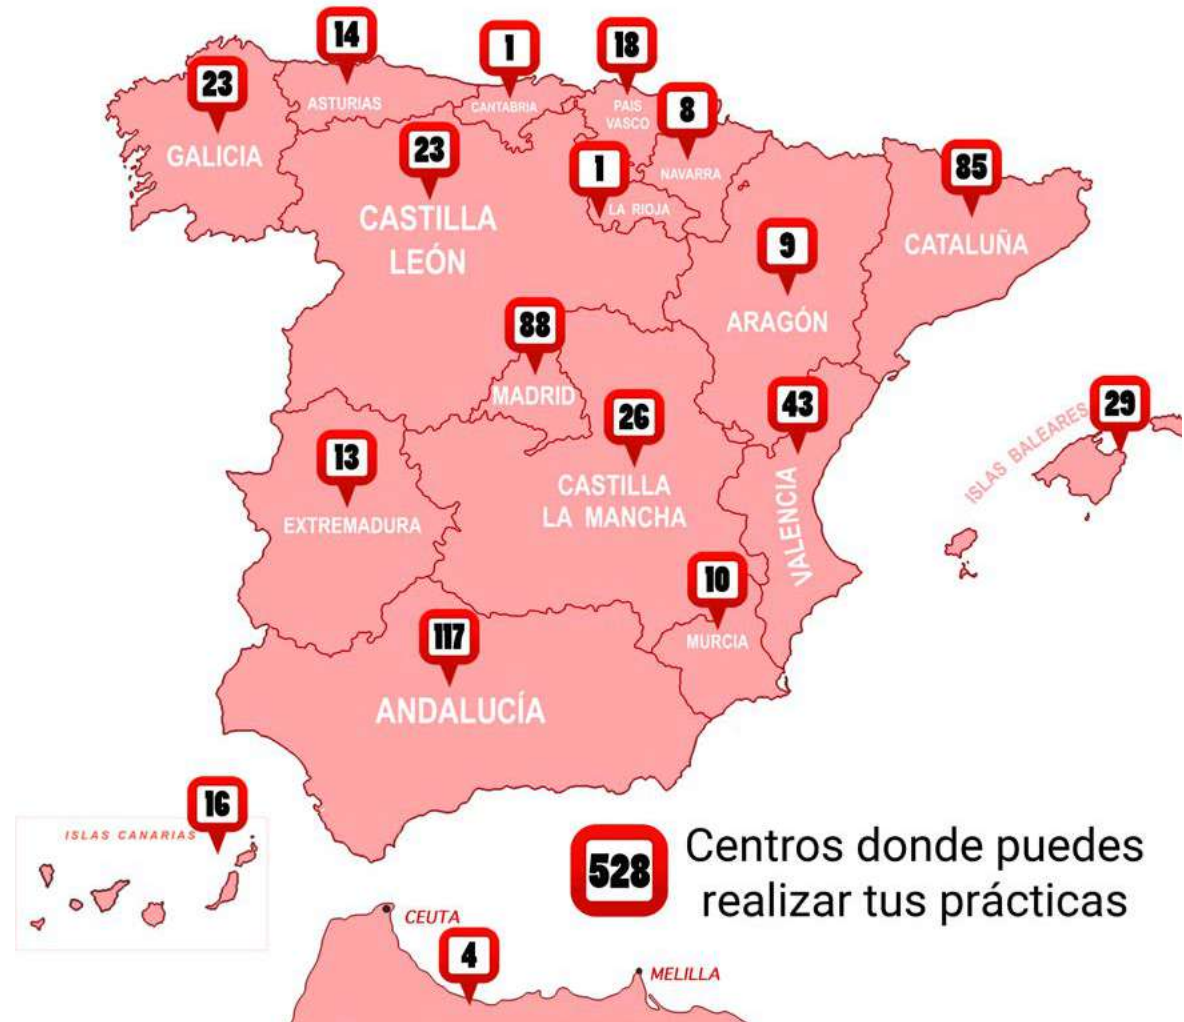 14
ASTURIAS
1
CANTABRIA
18
PAIS
VASCO
23
GALICIA
8
NAVARRA
23
CASTILLA
LEÓN
1
LA RIOJA
85
CATALUÑA
9
ARAGÓN
88
MADRID
26
CASTILLA
LA MANCHA
43
VALENCIA
29
ISLAS BALEARES
13
EXTREMADURA
10
MURCIA
117
ANDALUCÍA
16
ISLAS CANARIAS
528
Centros donde puedes
realizar tus prácticas
CEUTA
4
MELILLA